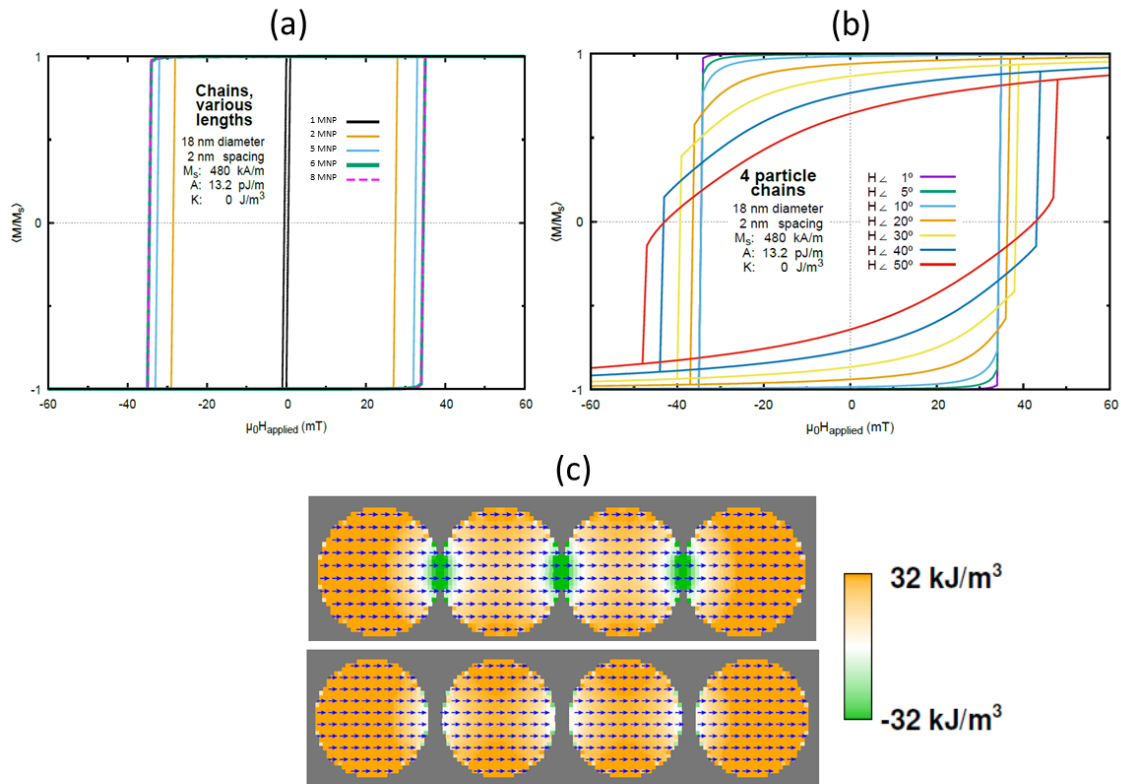 (a)
1
0
-1
⟨M/Mₛ⟩
-60
-40
-20
0
20
40
60
μ₀Hₐₚₚₗᵢₑd (mT)
Chains,
various
lengths
18 nm diameter
2 nm spacing
Mₛ: 480 kA/m
A: 13.2 pJ/m
K: 0 J/m³
1 MNP
2 MNP
5 MNP
6 MNP
8 MNP
(b)
1
0
-1
⟨M/Mₛ⟩
-60
-40
-20
0
20
40
60
μ₀Hₐₚₚₗᵢₑd (mT)
4 particle
chains
18 nm diameter
2 nm spacing
Mₛ: 480 kA/m
A: 13.2 pJ/m
K: 0 J/m³
H∠ 1º
H∠ 5º
H∠ 10º
H∠ 20º
H∠ 30º
H∠ 40º
H∠ 50º
(c)
32 kJ/m³
-32 kJ/m³